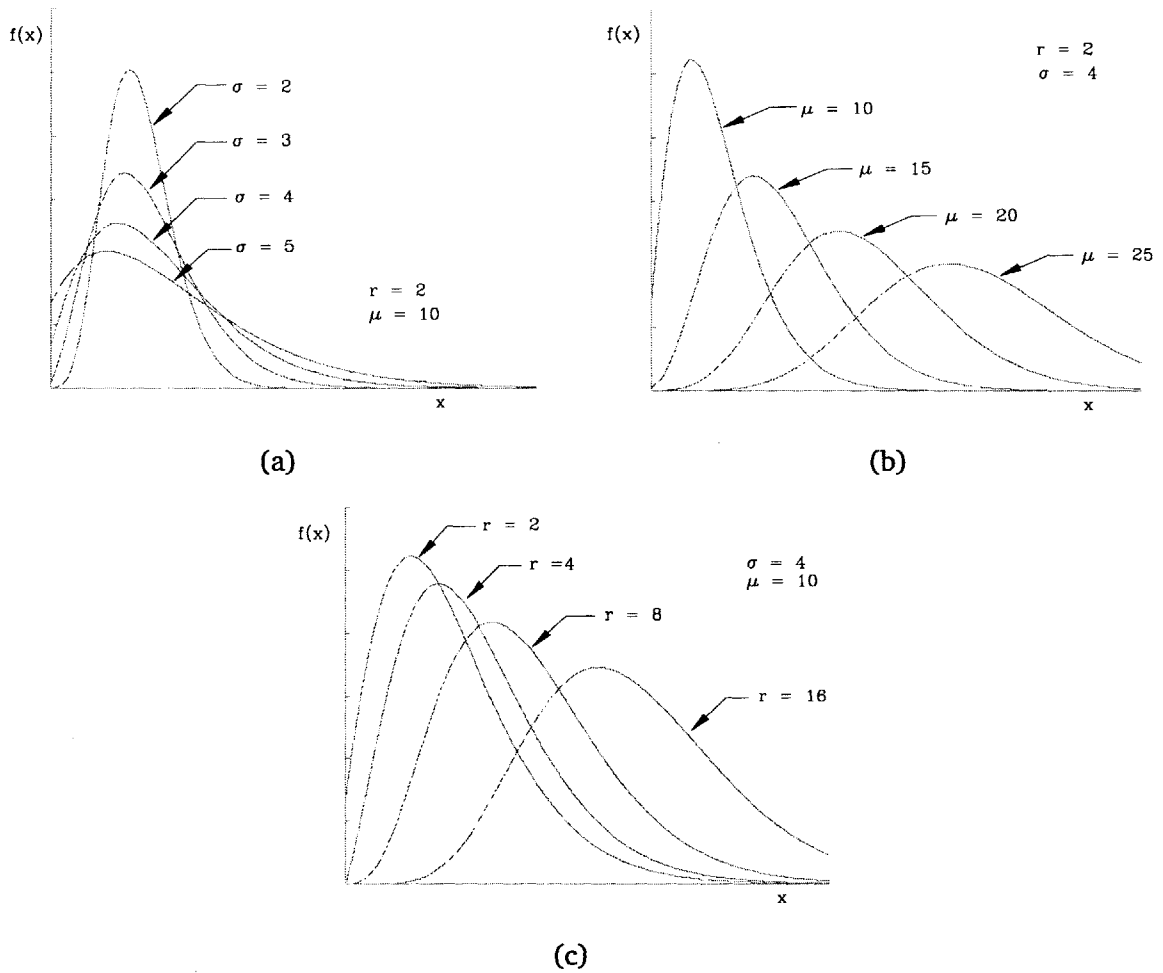 f(x)
σ = 2
σ = 3
σ = 4
σ = 5
r = 2
μ = 10
x
(a)
f(x)
r = 2
σ = 4
μ = 10
μ = 15
μ = 20
μ = 25
x
(b)
f(x)
r = 2
r =4
r = 8
r = 16
σ = 4
μ = 10
x
(c)